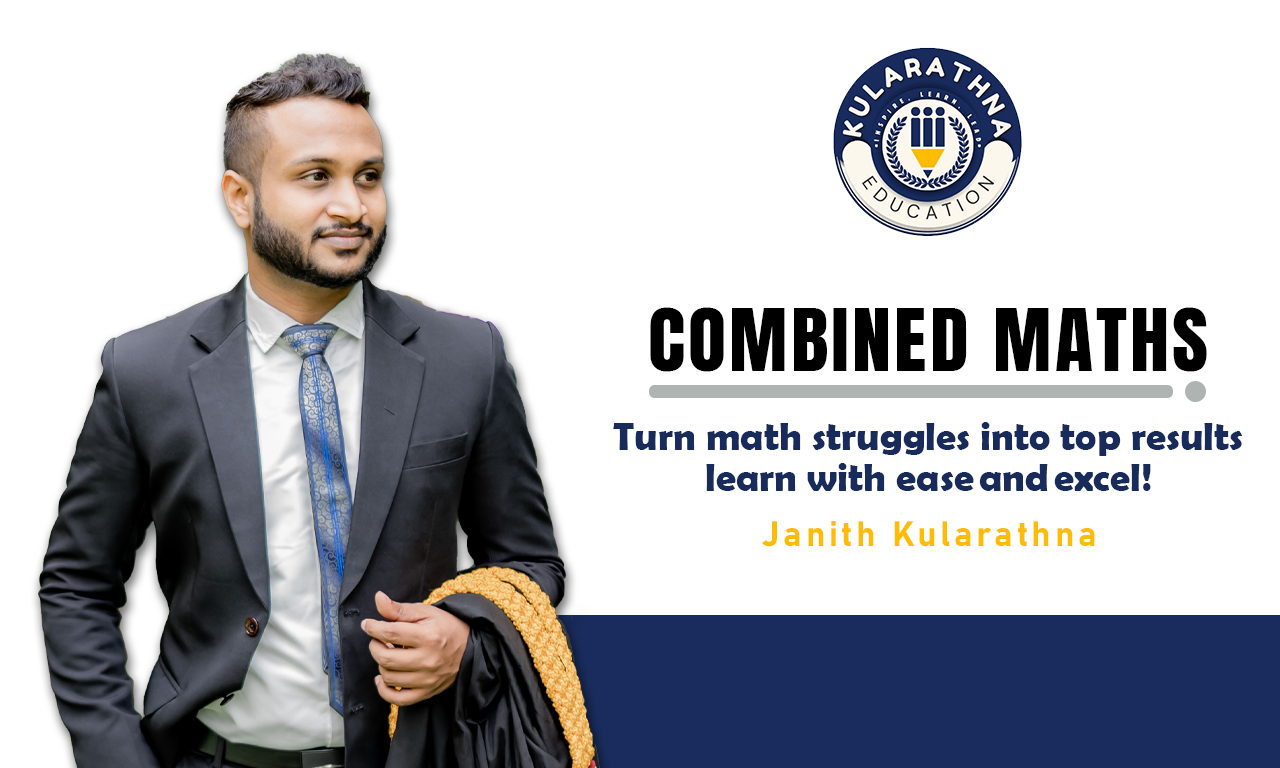 KULARATHNA
INSPIRE. LEARN. LEAD
EDUCATION
COMBINED MATHS
Turn math struggles into top results
learn with ease and excel!
Janith Kularathna